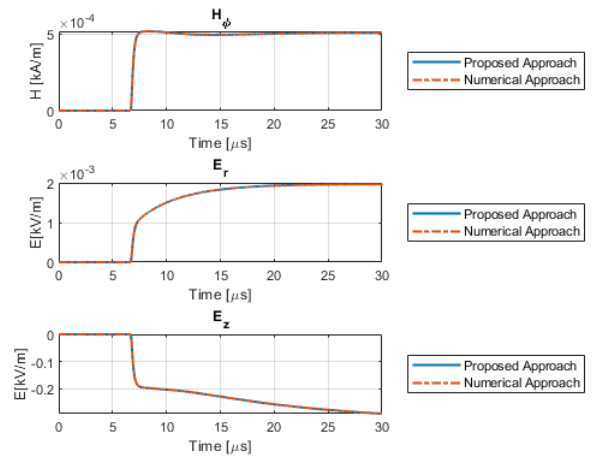 H_ϕ
×10⁻⁴
5
0
H [kA/m]
0 5 10 15 20 25 30
Time [μs]
Proposed Approach
Numerical Approach
E_r
×10⁻³
2
1
0
E[kV/m]
0 5 10 15 20 25 30
Time [μs]
Proposed Approach
Numerical Approach
E_z
0
-0.1
-0.2
E[kV/m]
0 5 10 15 20 25 30
Time [μs]
Proposed Approach
Numerical Approach